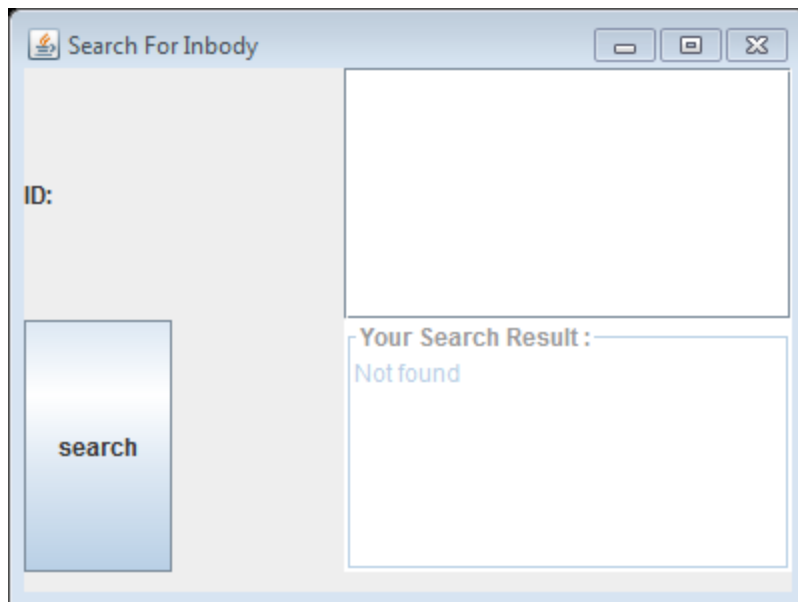 Search For Inbody
ID:
Your Search Result :
Not found
search